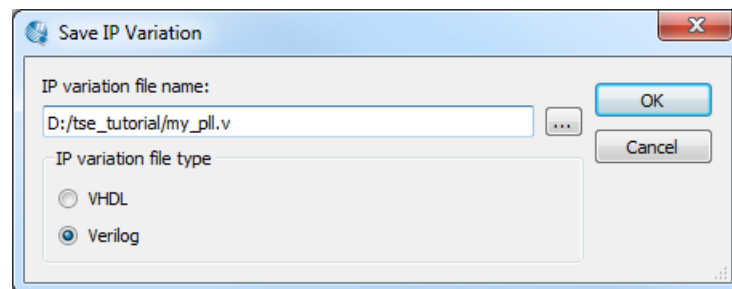 Save IP Variation
IP variation file name:
D:/tse_tutorial/my_pll.v
...
OK
Cancel
IP variation file type
VHDL
Verilog